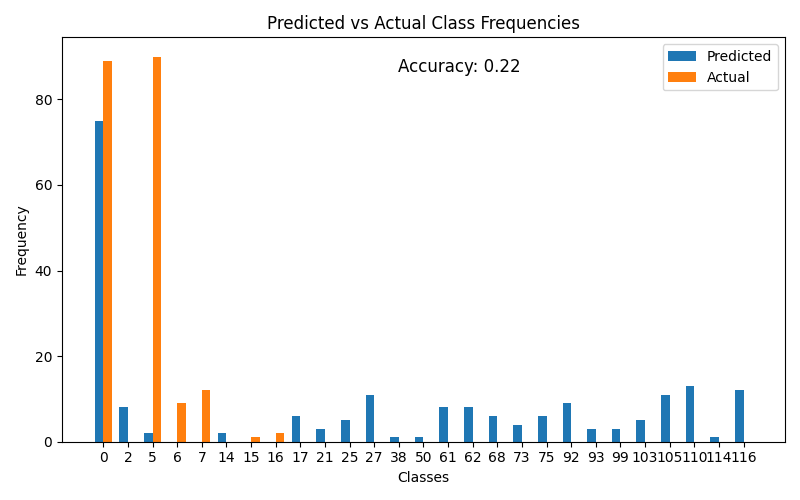 Predicted vs Actual Class Frequencies
Accuracy: 0.22
Predicted
Actual
80
60
40
20
0
Frequency
0 2 5 6 7 14 15 16 17 21 25 27 38 50 61 62 68 73 75 92 93 99 103 105 110 114 116
Classes